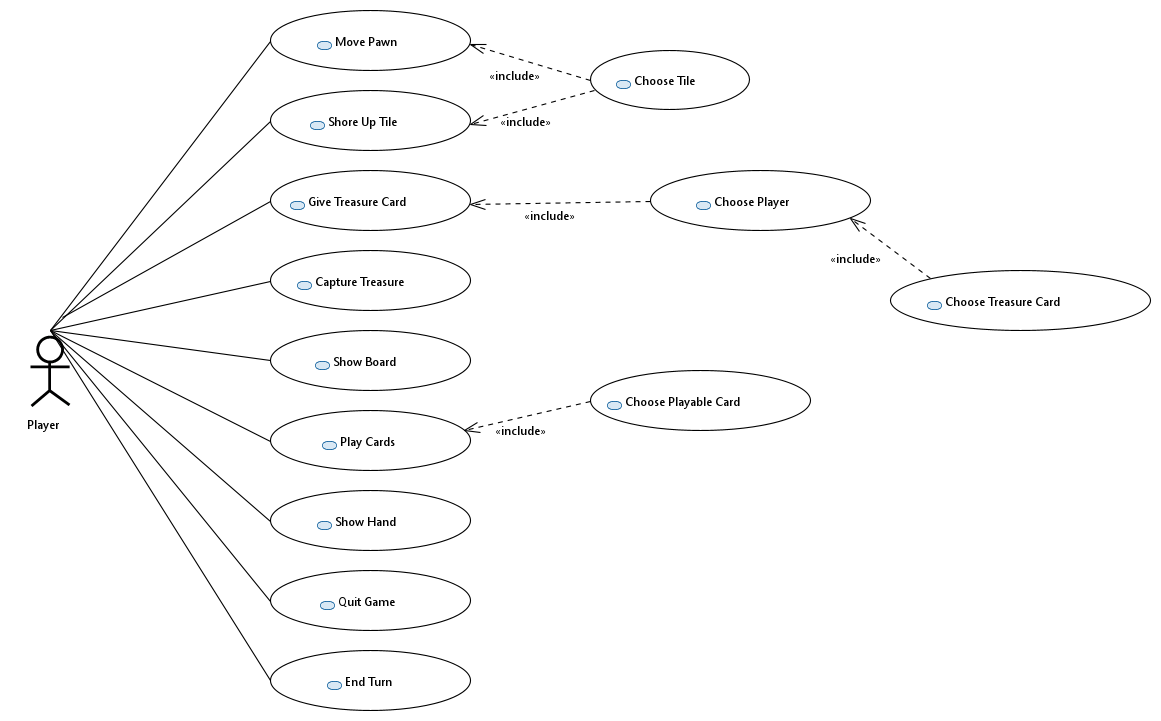 Move Pawn
«include»
Choose Tile
Shore Up Tile
«include»
Give Treasure Card
«include»
Choose Player
«include»
Capture Treasure
Choose Treasure Card
Show Board
Choose Playable Card
Player
Play Cards
«include»
Show Hand
Quit Game
End Turn